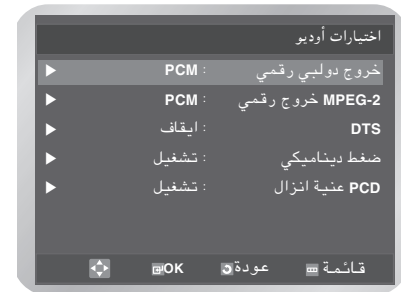 اختيارات أوديو
خروج دولبي رقمي : PCM
MPEG-2 خروج رقمي : PCM
DTS : ايقاف
ضغط ديناميكي : تشغيل
PCD عنية انزال : تشغيل
قائمة عودة OK